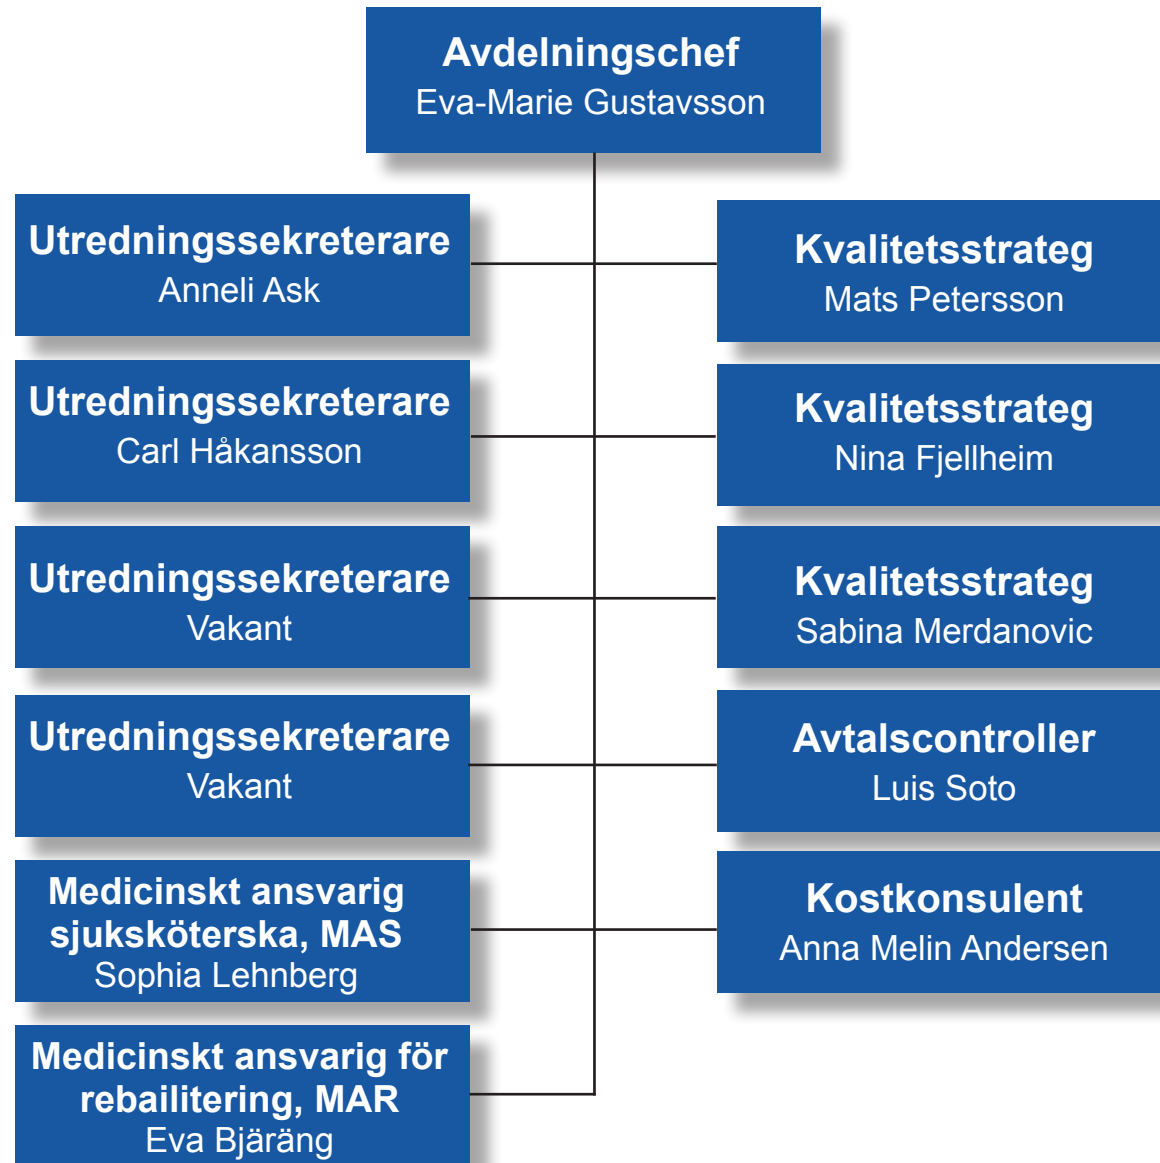 Avdelningschef
Eva-Marie Gustavsson
Utredningssekreterare
Anneli Ask
Kvalitetsstrateg
Mats Petersson
Utredningssekreterare
Carl Håkansson
Kvalitetsstrateg
Nina Fjellheim
Utredningssekreterare
Vakant
Kvalitetsstrateg
Sabina Merdanovic
Utredningssekreterare
Vakant
Avtalscontroller
Luis Soto
Medicinskt ansvarig
sjuksköterska, MAS
Sophia Lehnberg
Kostkonsulent
Anna Melin Andersen
Medicinskt ansvarig för
rebailitering, MAR
Eva Bjäräng